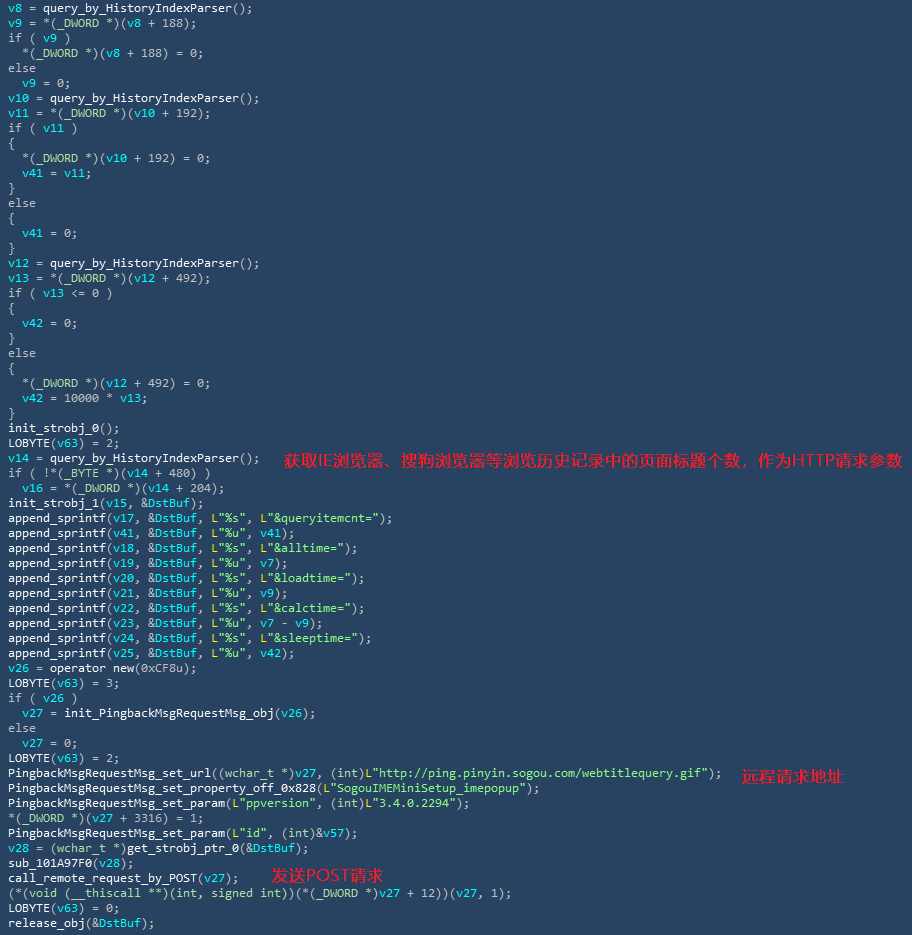 v8 = query_by_HistoryIndexParser();
v9 = *(_DWORD *)(v8 + 188);
if ( v9 )
  *(_DWORD *)(v8 + 188) = 0;
else
  v9 = 0;
v10 = query_by_HistoryIndexParser();
v11 = *(_DWORD *)(v10 + 192);
if ( v11 )
{
  *(_DWORD *)(v10 + 192) = 0;
  v41 = v11;
}
else
{
  v41 = 0;
}
v12 = query_by_HistoryIndexParser();
v13 = *(_DWORD *)(v12 + 492);
if ( v13 <= 0 )
{
  v42 = 0;
}
else
{
  *(_DWORD *)(v12 + 492) = 0;
  v42 = 10000 * v13;
}
init_strobj_0();
LOBYTE(v63) = 2;
v14 = query_by_HistoryIndexParser(); 获取IE浏览器、搜狗浏览器等浏览历史记录中的页面标题个数，作为HTTP请求参数
if ( !*(_BYTE *)(v14 + 480) )
  v16 = *(_DWORD *)(v14 + 204);
init_strobj_1(v15, &DstBuf);
append_sprintf(v17, &DstBuf, L"%s", L"&queryitemcnt=");
append_sprintf(v41, &DstBuf, L"%u", v41);
append_sprintf(v18, &DstBuf, L"%s", L"&alltime=");
append_sprintf(v19, &DstBuf, L"%u", v7);
append_sprintf(v20, &DstBuf, L"%s", L"&loadtime=");
append_sprintf(v21, &DstBuf, L"%u", v9);
append_sprintf(v22, &DstBuf, L"%s", L"&calctime=");
append_sprintf(v23, &DstBuf, L"%u", v7 - v9);
append_sprintf(v24, &DstBuf, L"%s", L"&sleeptime=");
append_sprintf(v25, &DstBuf, L"%u", v42);
v26 = operator new(0xCF8u);
LOBYTE(v63) = 3;
if ( v26 )
  v27 = init_PingbackMsgRequestMsg_obj(v26);
else
  v27 = 0;
LOBYTE(v63) = 2;
PingbackMsgRequestMsg_set_url((wchar_t *)v27, (int)L"http://ping.pinyin.sogou.com/webtitlequery.gif"); 远程请求地址
PingbackMsgRequestMsg_set_property_off_0x828(L"SogouIMEMiniSetup_imepopup");
PingbackMsgRequestMsg_set_param(L"ppversion", (int)L"3.4.0.2294");
*(_DWORD *)(v27 + 3316) = 1;
PingbackMsgRequestMsg_set_param(L"id", (int)&v57);
v28 = (wchar_t *)get_strobj_ptr_0(&DstBuf);
sub_101A97F0(v28);
call_remote_request_by_POST(v27); 发送POST请求
(*(void (__thiscall **)(int, signed int))(*(_DWORD *)v27 + 12))(v27, 1);
LOBYTE(v63) = 0;
release_obj(&DstBuf);